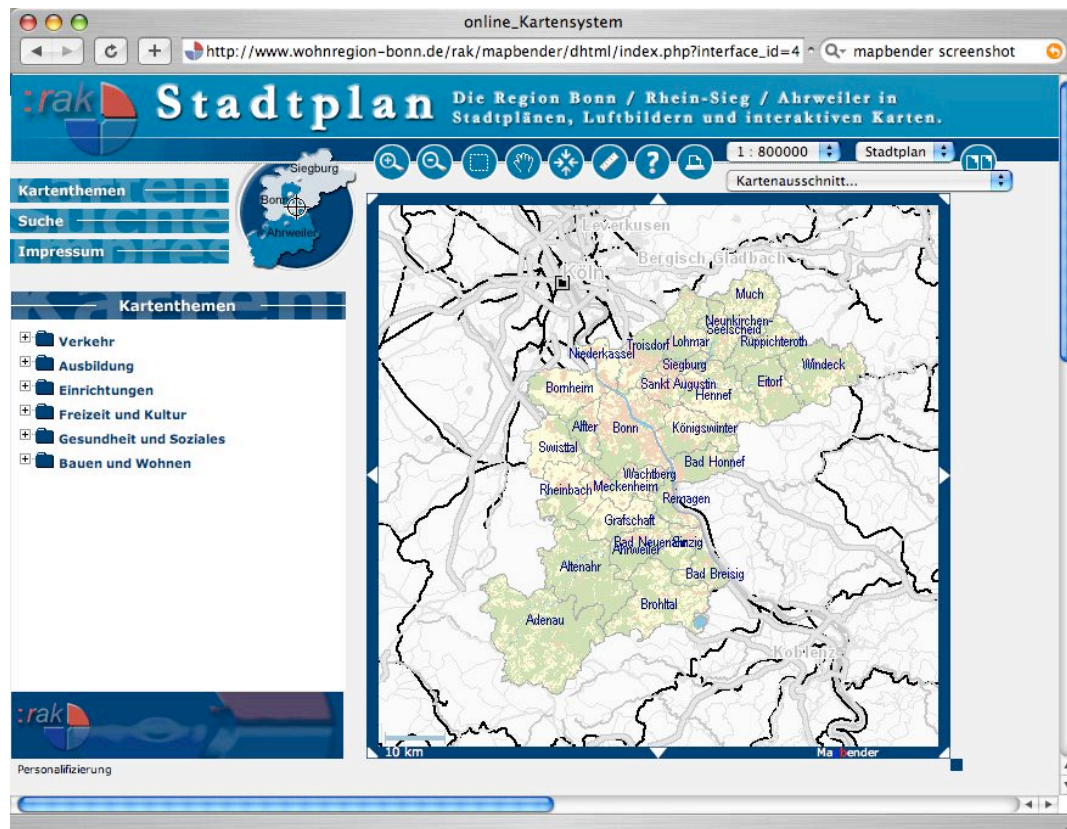 online_Kartensystem
http://www.wohnregion-bonn.de/rak/mapbender/dhtml/index.php?interface_id=4
mapbender screenshot
:rak
Stadtplan
Die Region Bonn / Rhein-Sieg / Ahrweiler in
Stadtplänen, Luftbildern und interaktiven Karten.
1 : 800000
Stadtplan
Kartenausschnitt...
Siegburg
Bonn
Ahrweiler
Kartenthemen
Suche
Impressum
Kartenthemen
Verkehr
Ausbildung
Einrichtungen
Freizeit und Kultur
Gesundheit und Soziales
Bauen und Wohnen
Leverkusen
Bergisch Gladbach
Köln
Much
Neunkirchen-
Seelscheid
Troisdorf Lohmar Ruppichteroth
Niederkassel
Siegburg Windeck
Bornheim Sankt Augustin Eitorf
Hennef
Alfter Bonn Königswinter
Swisttal
Bad Honnef
Wachtberg
Rheinbach Meckenheim
Remagen
Grafschaft
Bad Neuenahr- Sinzig
Ahrweiler
Altenahr
Bad Breisig
Brohltal
Adenau
Koblenz
10 km
Mapbender
:rak
Personalifizierung